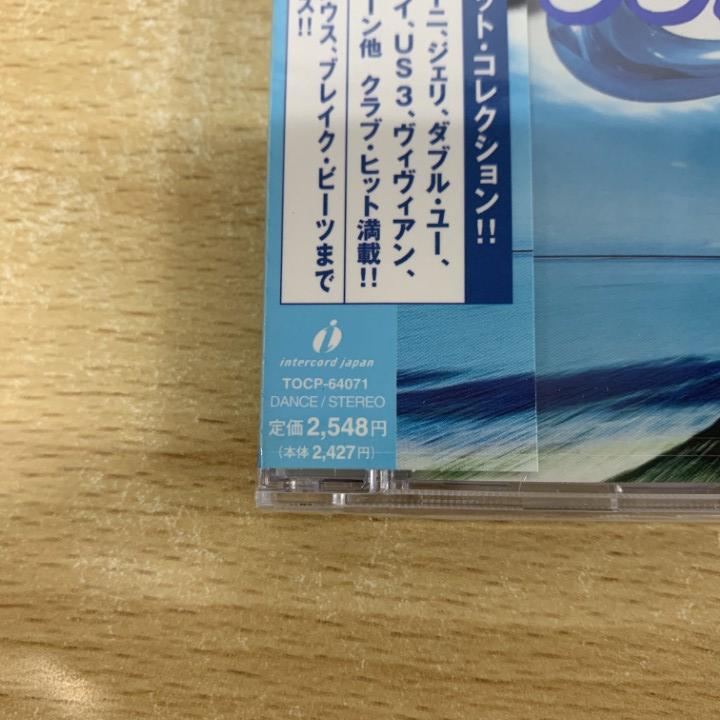 ット・コレクション!!
ーニ、ジェリ、ダブル・ユー、
イ、US3、ヴィヴィアン、
ーン他 クラブ・ヒット満載!!
ウス、ブレイク・ビーツまで
ス!!
intercord japan
TOCP-64071
DANCE / STEREO
定価2,548円
(本体2,427円)